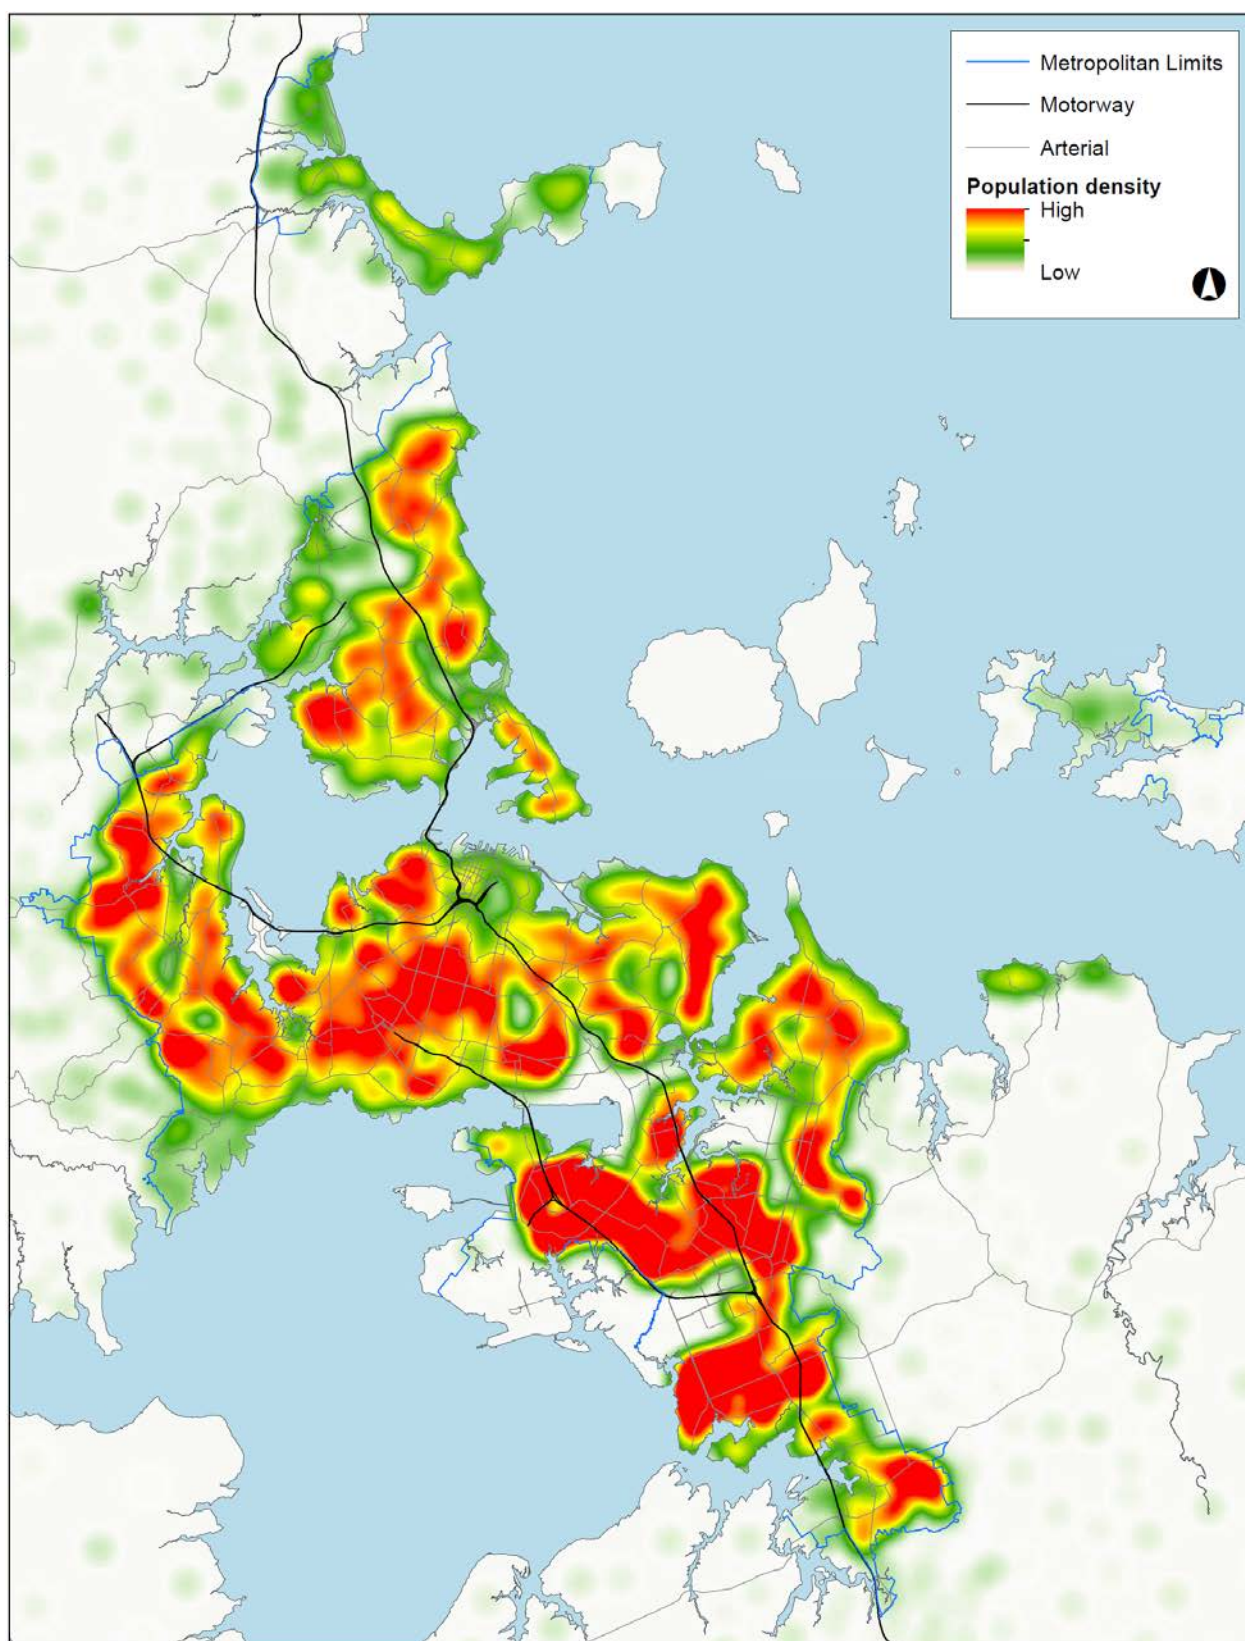 Metropolitan Limits
Motorway
Arterial
Population density
High
Low